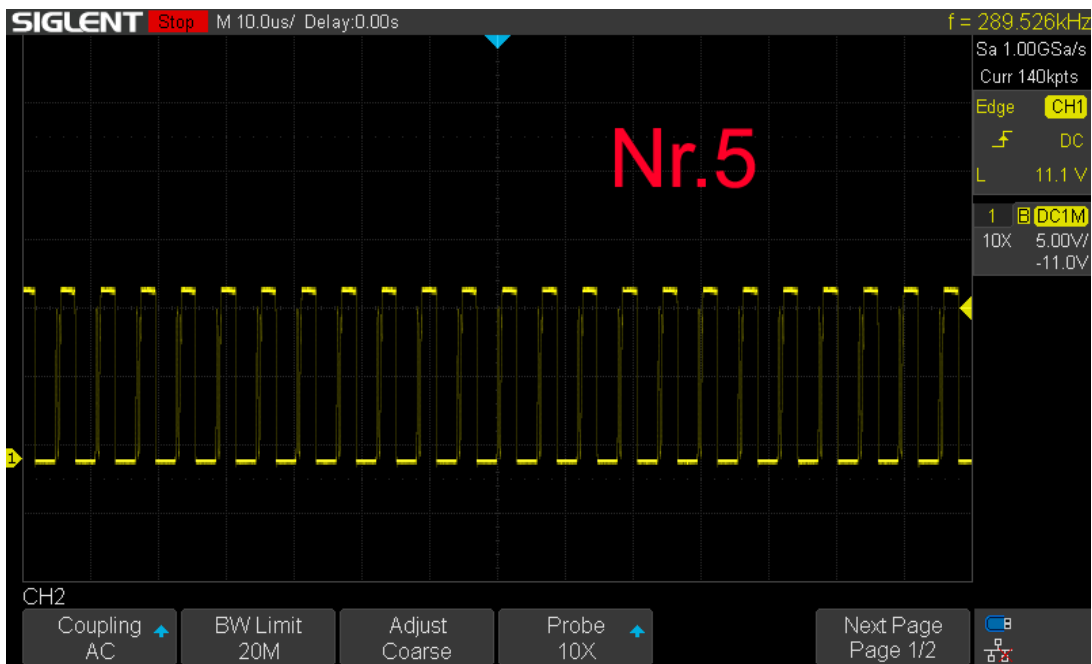 SIGLENT Stop M 10.0us/ Delay:0.00s f = 289.526kHz
Sa 1.00GSa/s
Curr 140kpts
Edge CH1
DC
L 11.1 V
1 B DC1M
10X 5.00V/
-11.0V
Nr.5
1
CH2
Coupling
AC
BW Limit
20M
Adjust
Coarse
Probe
10X
Next Page
Page 1/2